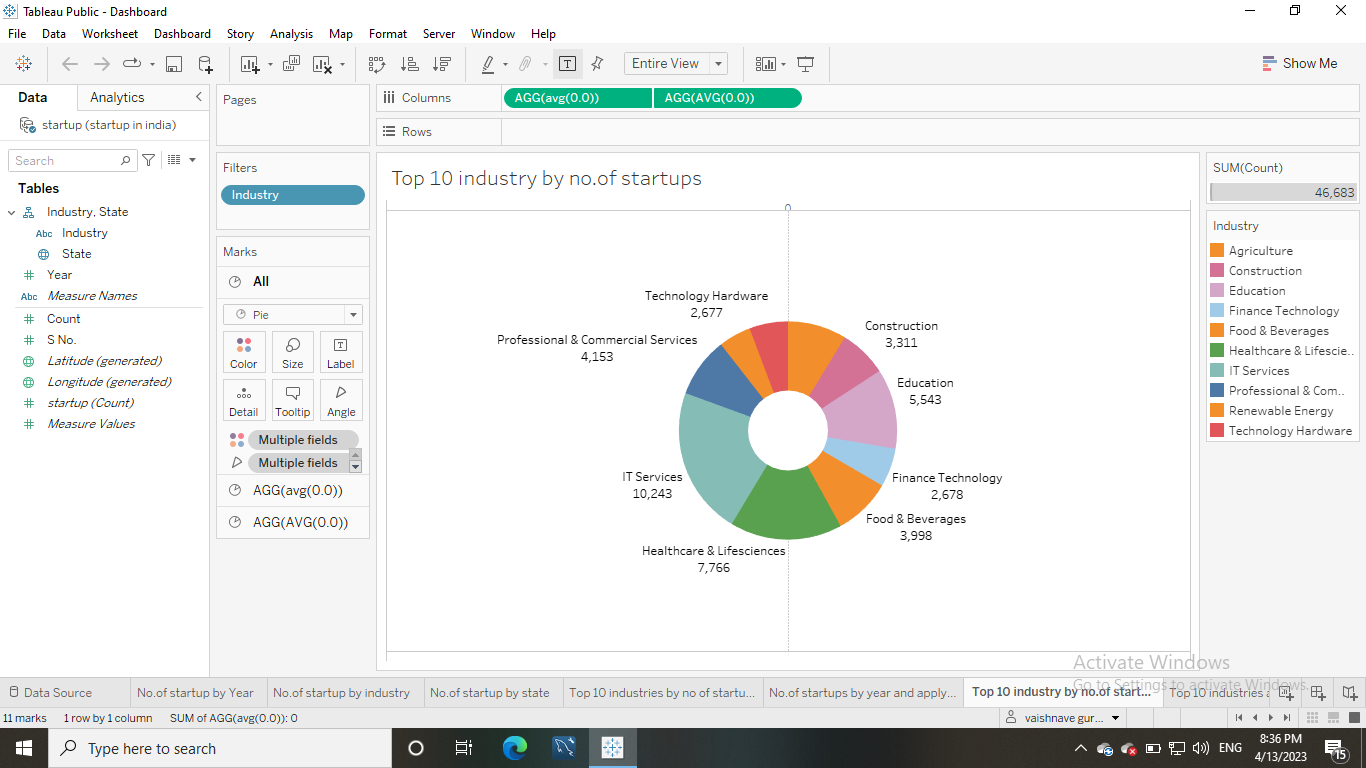 Tableau Public - Dashboard
File Data Worksheet Dashboard Story Analysis Map Format Server Window Help
Entire View
Show Me
Data Analytics
startup (startup in india)
Search
Tables
Industry, State
Abc Industry
State
Year
Abc Measure Names
Count
S No.
Latitude (generated)
Longitude (generated)
startup (Count)
Measure Values
Pages
Filters
Industry
Marks
All
Pie
Color Size Label
Detail Tooltip Angle
Multiple fields
Multiple fields
AGG(avg(0.0))
AGG(AVG(0.0))
Columns AGG(avg(0.0)) AGG(AVG(0.0))
Rows
Top 10 industry by no.of startups
0
Technology Hardware
2,677
Professional & Commercial Services
4,153
Construction
3,311
Education
5,543
IT Services
10,243
Finance Technology
2,678
Food & Beverages
3,998
Healthcare & Lifesciences
7,766
SUM(Count)
46,683
Industry
Agriculture
Construction
Education
Finance Technology
Food & Beverages
Healthcare & Lifescie..
IT Services
Professional & Com..
Renewable Energy
Technology Hardware
Activate Windows
Go to Settings to activate Windows.
Data Source No.of startup by Year No.of startup by industry No.of startup by state Top 10 industries by no of startu... No.of startups by year and apply... Top 10 industry by no.of start... Top 10 industries
11 marks 1 row by 1 column SUM of AGG(avg(0.0)): 0 vaishnave gur...
Type here to search
ENG
8:36 PM
4/13/2023
15